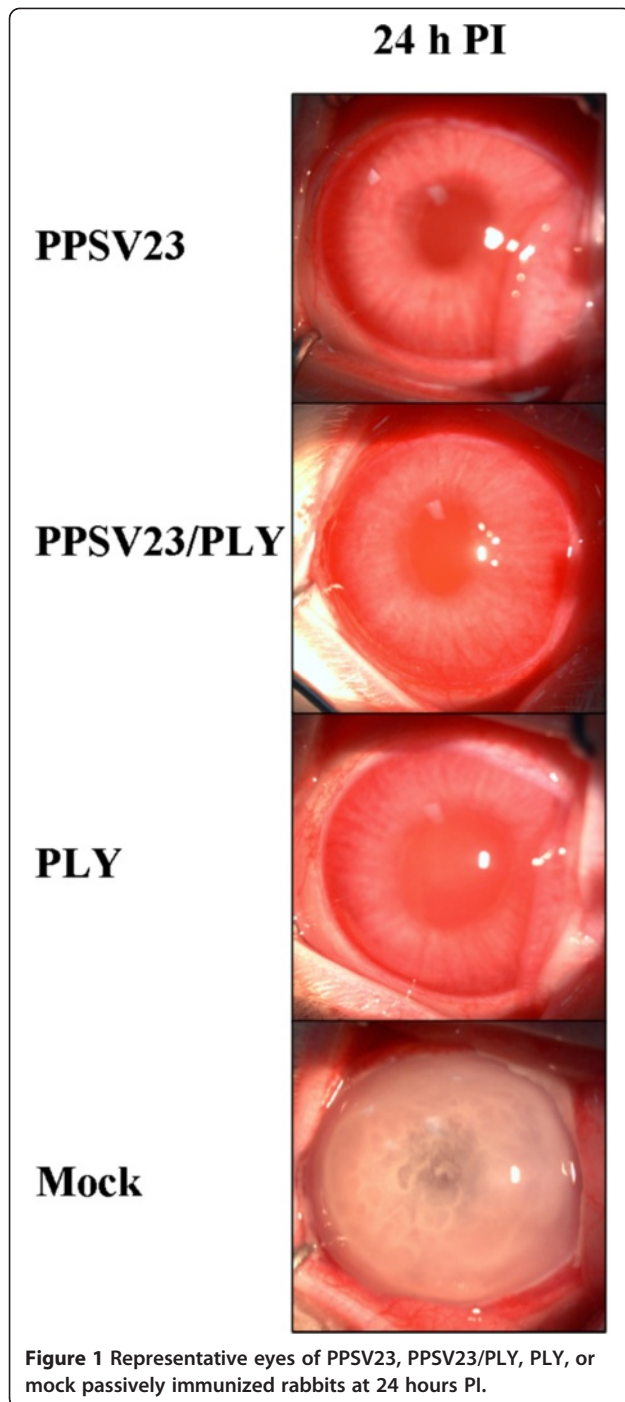 24 h PI
PPSV23
PPSV23/PLY
PLY
Mock
Figure 1 Representative eyes of PPSV23, PPSV23/PLY, PLY, or
mock passively immunized rabbits at 24 hours PI.